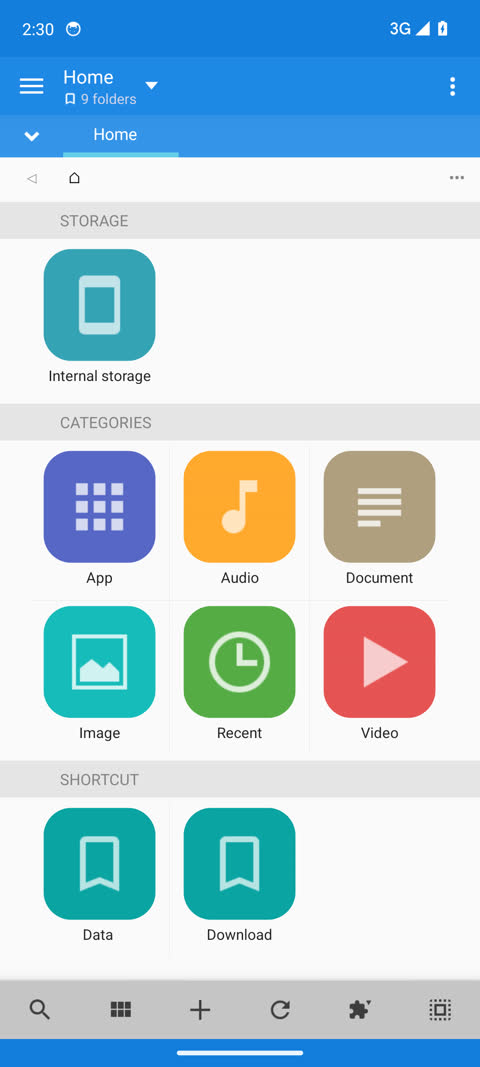 2:30
3G
Home
9 folders
Home
STORAGE
Internal storage
CATEGORIES
App
Audio
Document
Image
Recent
Video
SHORTCUT
Data
Download